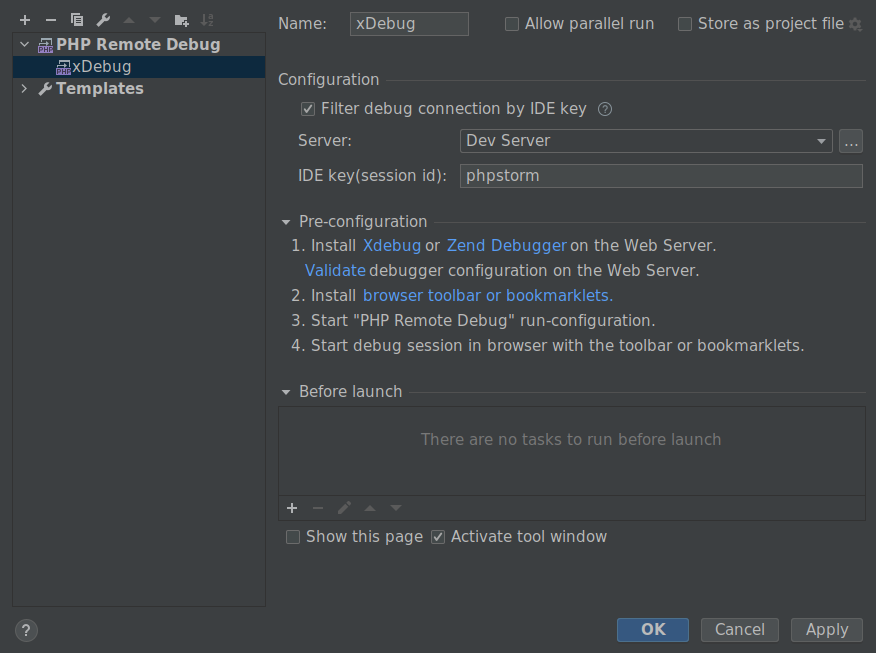 PHP Remote Debug
xDebug
Templates
Name: xDebug Allow parallel run Store as project file
Configuration
Filter debug connection by IDE key ?
Server: Dev Server ...
IDE key(session id): phpstorm
Pre-configuration
1. Install Xdebug or Zend Debugger on the Web Server.
Validate debugger configuration on the Web Server.
2. Install browser toolbar or bookmarklets.
3. Start "PHP Remote Debug" run-configuration.
4. Start debug session in browser with the toolbar or bookmarklets.
Before launch
There are no tasks to run before launch
Show this page Activate tool window
? OK Cancel Apply